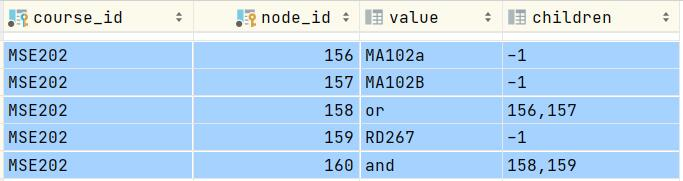 course_id node_id value children
MSE202 156 MA102a -1
MSE202 157 MA102B -1
MSE202 158 or 156,157
MSE202 159 RD267 -1
MSE202 160 and 158,159